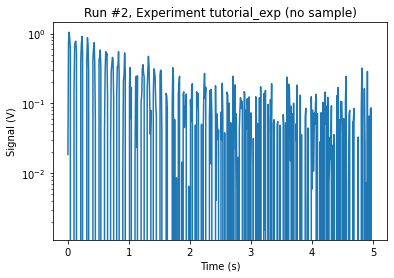 Run #2, Experiment tutorial_exp (no sample)
Signal (V)
10⁰
10⁻¹
10⁻²
0 1 2 3 4 5
Time (s)